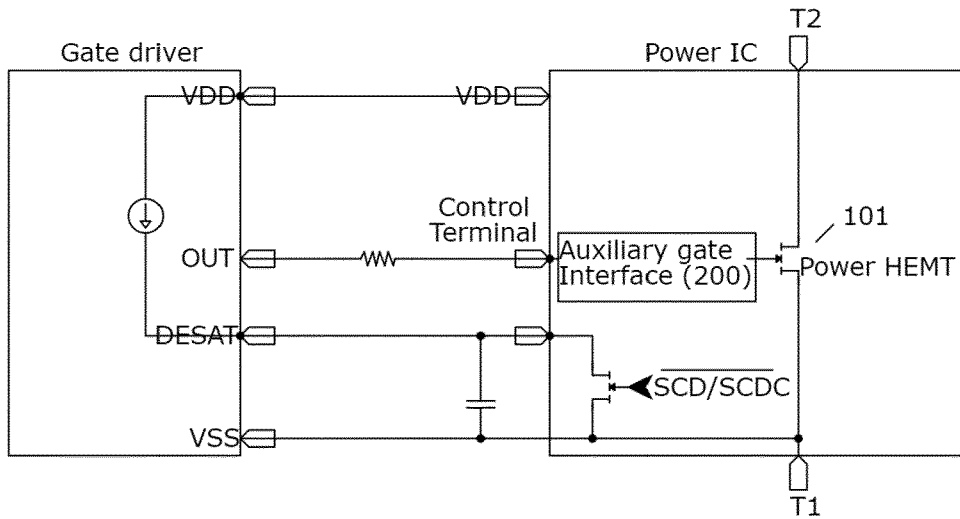 T2
Gate driver
Power IC
VDD
VDD
Control
Terminal
101
OUT
Auxiliary gate
Interface (200)
Power HEMT
DESAT
SCD/SCDC
VSS
T1